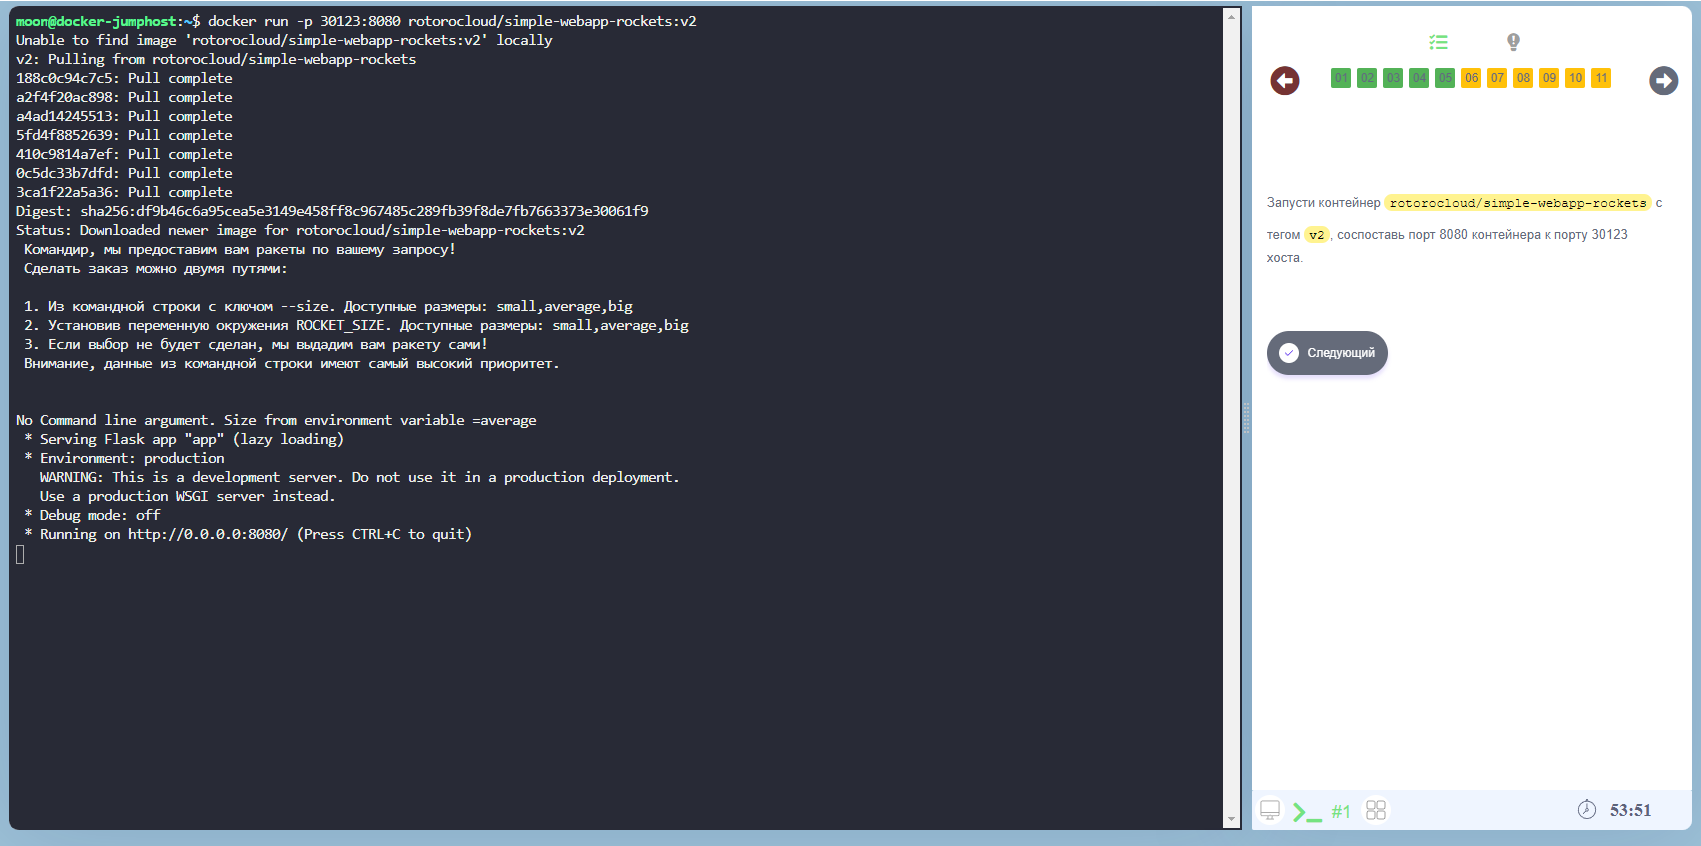 moon@docker-jumphost:~$ docker run -p 30123:8080 rotorocloud/simple-webapp-rockets:v2
Unable to find image 'rotorocloud/simple-webapp-rockets:v2' locally
v2: Pulling from rotorocloud/simple-webapp-rockets
188c0c94c7c5: Pull complete
a2f4f20ac898: Pull complete
a4ad14245513: Pull complete
5fd4f8852639: Pull complete
410c9814a7ef: Pull complete
0c5dc33b7dfd: Pull complete
3ca1f22a5a36: Pull complete
Digest: sha256:df9b46c6a95cea5e3149e458ff8c967485c289fb39f8de7fb7663373e30061f9
Status: Downloaded newer image for rotorocloud/simple-webapp-rockets:v2
Командир, мы предоставим вам ракеты по вашему запросу!
Сделать заказ можно двумя путями:
1. Из командной строки с ключом --size. Доступные размеры: small,average,big
2. Установив переменную окружения ROCKET_SIZE. Доступные размеры: small,average,big
3. Если выбор не будет сделан, мы выдадим вам ракету сами!
Внимание, данные из командной строки имеют самый высокий приоритет.
No Command line argument. Size from environment variable =average
* Serving Flask app "app" (lazy loading)
* Environment: production
WARNING: This is a development server. Do not use it in a production deployment.
Use a production WSGI server instead.
* Debug mode: off
* Running on http://0.0.0.0:8080/ (Press CTRL+C to quit)
01 02 03 04 05 06 07 08 09 10 11
Запусти контейнер rotorocloud/simple-webapp-rockets с
тегом v2, соспоставь порт 8080 контейнера к порту 30123
хоста.
Следующий
#1
53:51